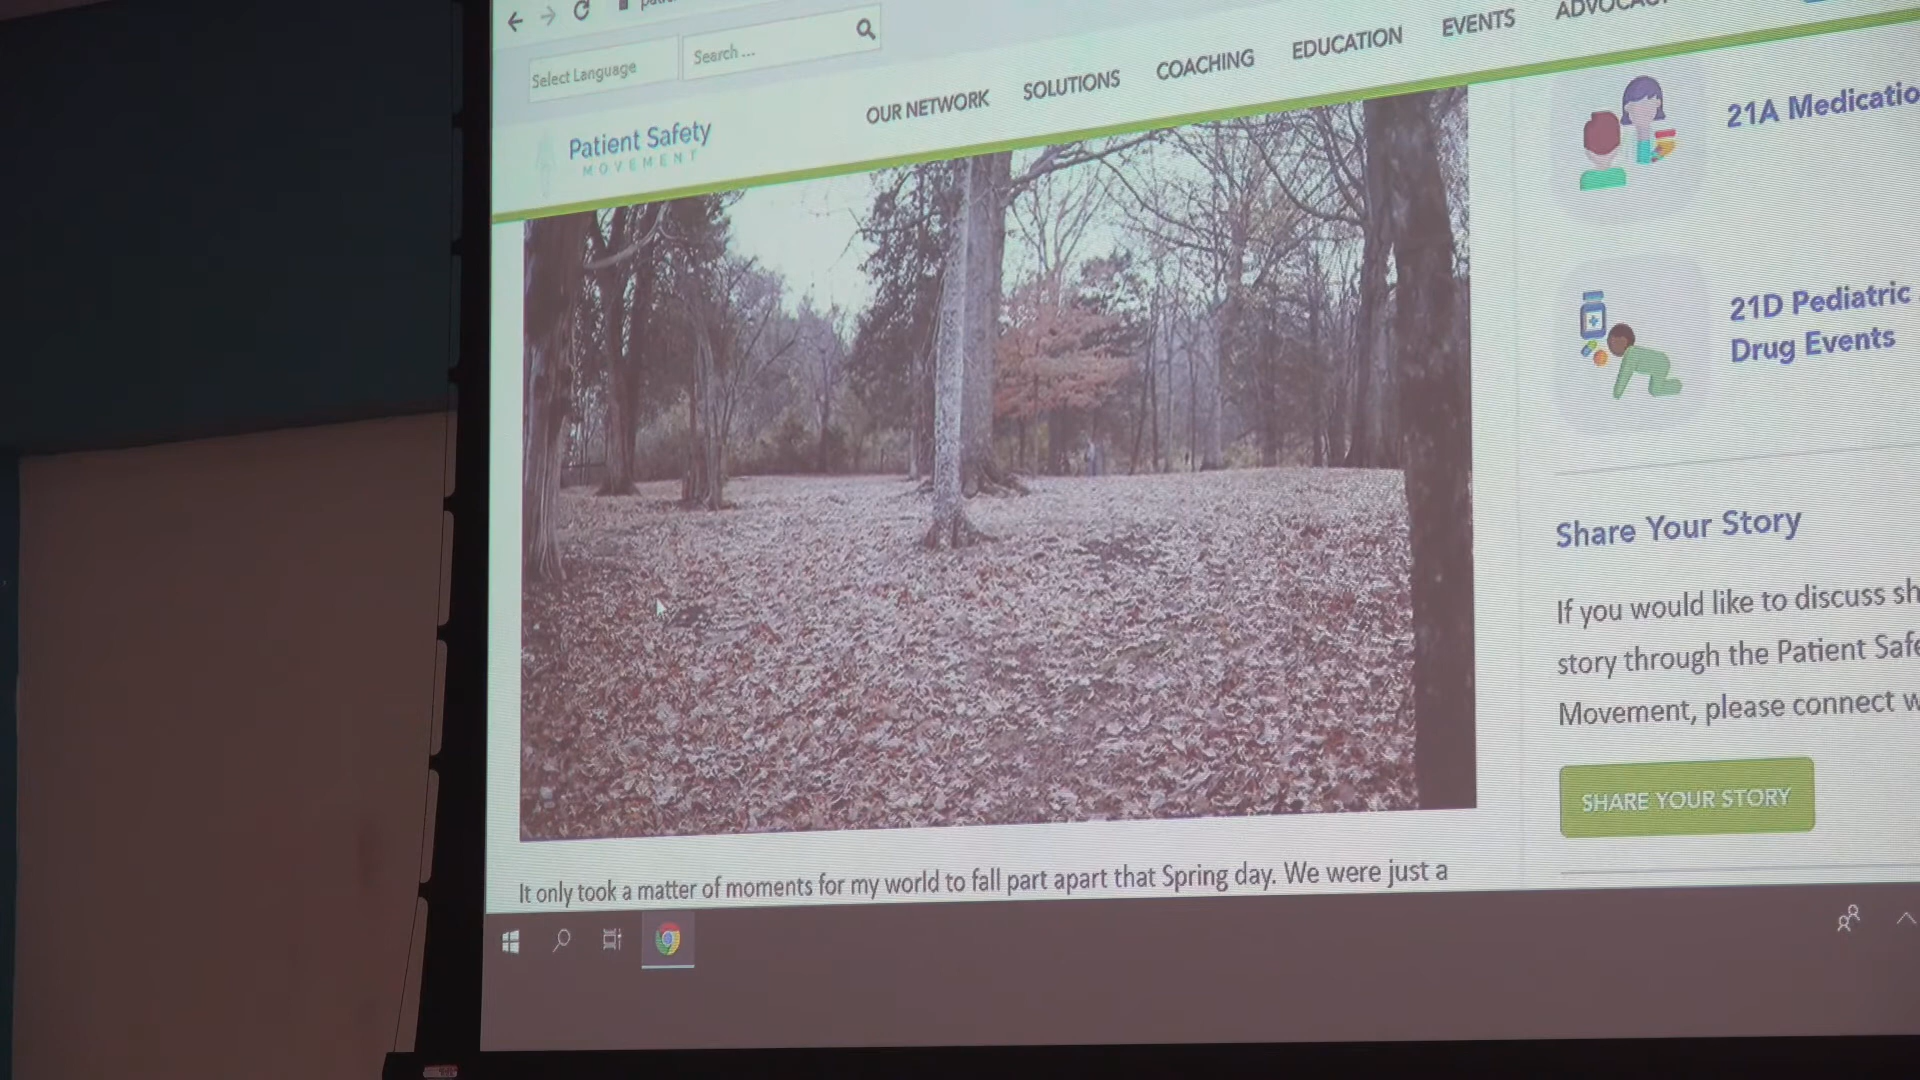 Select Language
Search ...
OUR NETWORK
SOLUTIONS
COACHING
EDUCATION
EVENTS
Patient Safety
MOVEMENT
21A
21D Pediatric
Drug Events
Share Your Story
If you would like to discuss
story through the Patient
Movement, please connect
SHARE YOUR STORY
It only took a matter of moments for my world to fall part apart that Spring day. We were just a